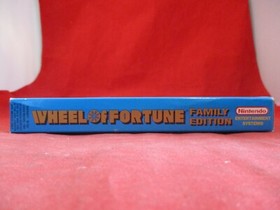 WHEEL OF FORTUNE
FAMILY
EDITION
Nintendo
ENTERTAINMENT
SYSTEM